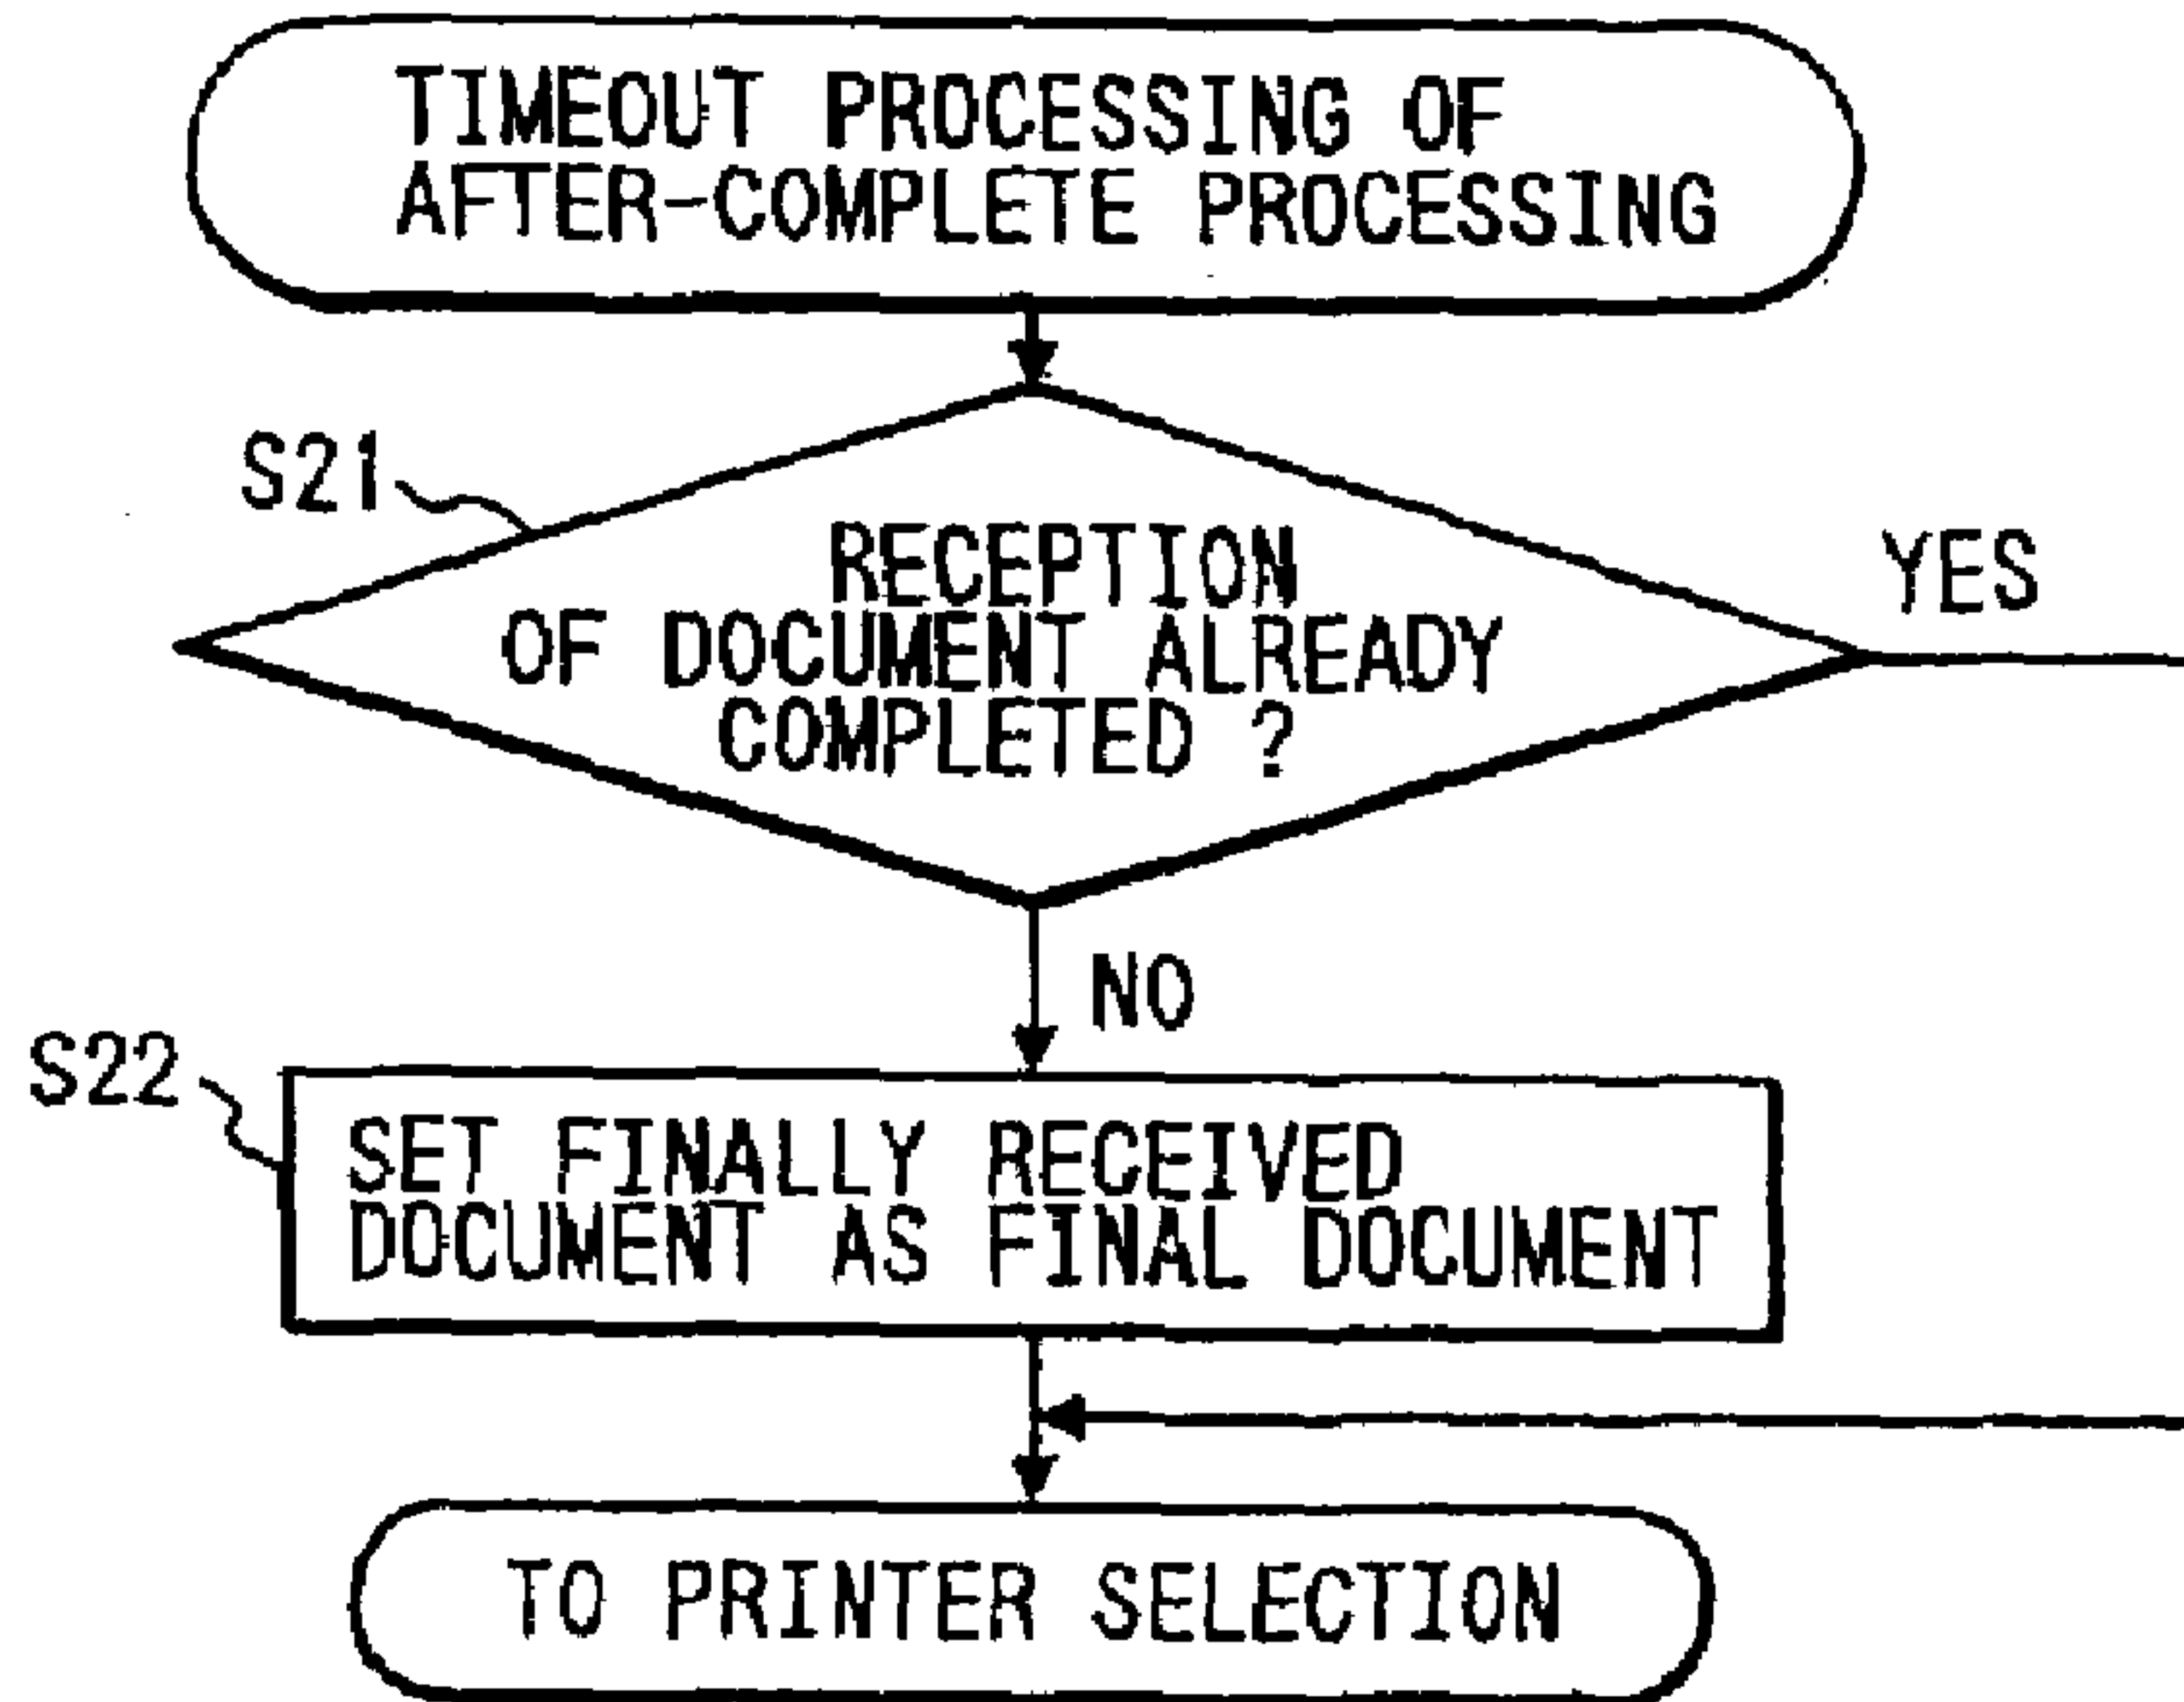 TIMEOUT PROCESSING OF
AFTER-COMPLETE PROCESSING
S21
RECEPTION
OF DOCUMENT ALREADY
COMPLETED ?
YES
NO
S22
SET FINALLY RECEIVED
DOCUMENT AS FINAL DOCUMENT
TO PRINTER SELECTION